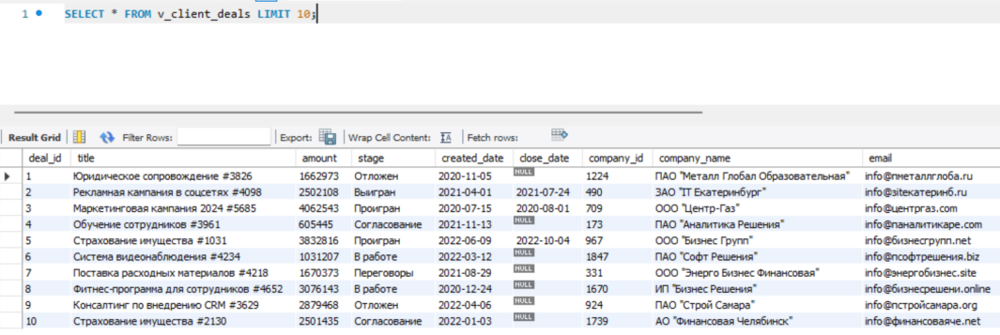 1 SELECT * FROM v_client_deals LIMIT 10;
Result Grid Filter Rows: Export: Wrap Cell Content: Fetch rows:
deal_id title amount stage created_date close_date company_id company_name email
1 Юридическое сопровождение #3826 1662973 Отложен 2020-11-05 NULL 1224 ПАО "Металл Глобал Образовательная" info@пметаллглоба.ru
2 Рекламная кампания в соцсетях #4098 2502108 Выигран 2021-04-01 2021-07-24 490 ЗАО "IT Екатеринбург" info@зitекатеринб.ru
3 Маркетинговая кампания 2024 #5685 4062543 Проигран 2020-07-15 2020-08-01 709 ООО "Центр-Газ" info@центргаз.com
4 Обучение сотрудников #3961 605445 Согласование 2021-11-13 NULL 173 ПАО "Аналитика Решения" info@паналитикаре.com
5 Страхование имущества #1031 3832816 Проигран 2022-06-09 2022-10-04 967 ООО "Бизнес Групп" info@бизнесгрупп.net
6 Система видеонаблюдения #4234 1031207 В работе 2022-03-12 NULL 1847 ПАО "Софт Решения" info@псофтрешения.biz
7 Поставка расходных материалов #4218 1670373 Переговоры 2021-08-29 NULL 331 ООО "Энерго Бизнес Финансовая" info@энергобизнес.site
8 Фитнес-программа для сотрудников #4652 3076143 В работе 2020-12-24 NULL 1670 ИП "Бизнес Решения" info@бизнесрешени.online
9 Консалтинг по внедрению CRM #3629 2879468 Отложен 2022-04-06 NULL 924 ПАО "Строй Самара" info@пстройсамара.org
10 Страхование имущества #2130 2501435 Согласование 2022-01-03 NULL 1739 АО "Финансовая Челябинск" info@финансоваяче.net